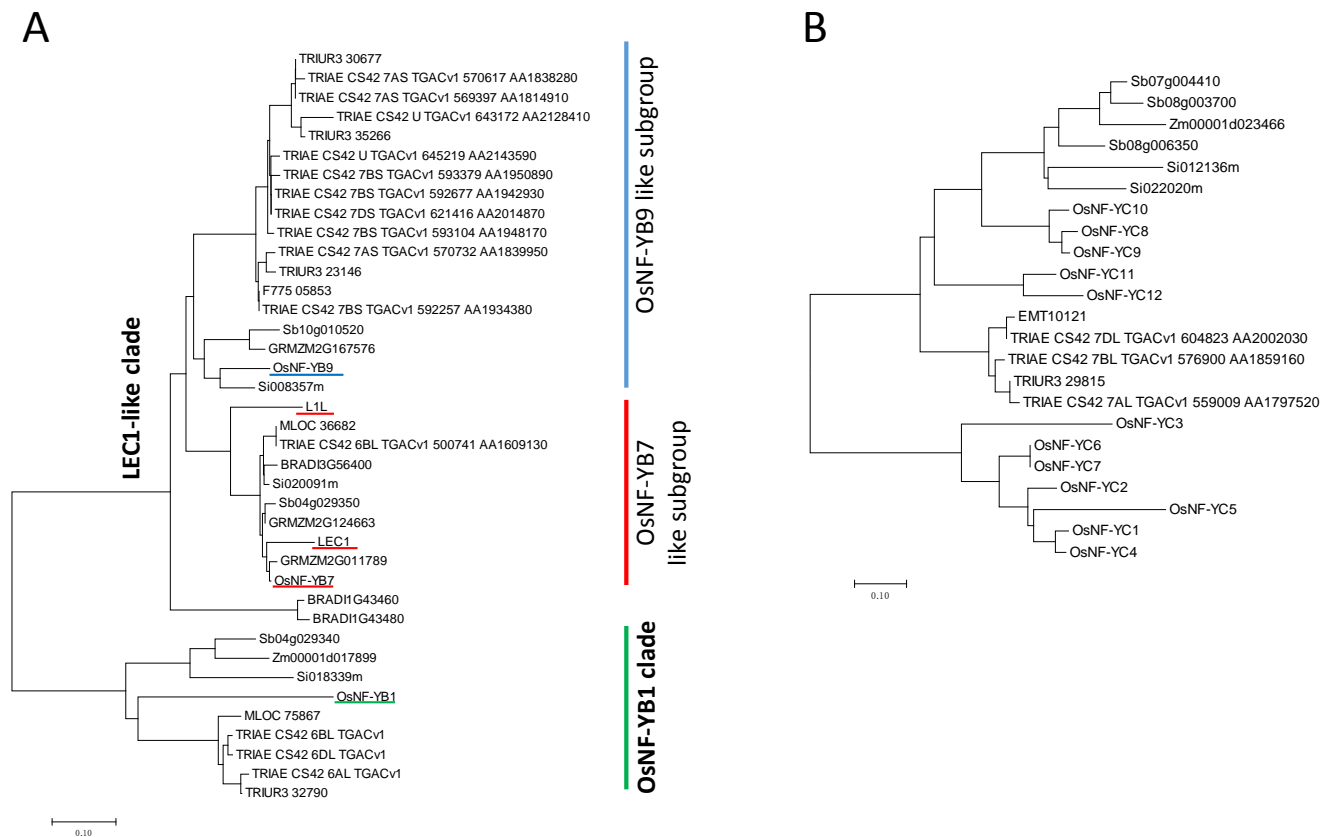 A
TRIUR3 30677
TRIAE CS42 7AS TGACv1 570617 AA1838280
TRIAE CS42 7AS TGACv1 569397 AA1814910
TRIAE CS42 U TGACv1 643172 AA2128410
TRIUR3 35266
TRIAE CS42 U TGACv1 645219 AA2143590
TRIAE CS42 7BS TGACv1 593379 AA1950890
TRIAE CS42 7BS TGACv1 592677 AA1942930
TRIAE CS42 7DS TGACv1 621416 AA2014870
TRIAE CS42 7BS TGACv1 593104 AA1948170
TRIAE CS42 7AS TGACv1 570732 AA1839950
TRIUR3 23146
F775 05853
TRIAE CS42 7BS TGACv1 592257 AA1934380
Sb10g010520
GRMZM2G167576
OsNF-YB9
Si008357m
L1L
MLOC 36682
TRIAE CS42 6BL TGACv1 500741 AA1609130
BRADI3G56400
Si020091m
Sb04g029350
GRMZM2G124663
LEC1
GRMZM2G011789
OsNF-YB7
BRADI1G43460
BRADI1G43480
Sb04g029340
Zm00001d017899
Si018339m
OsNF-YB1
MLOC 75867
TRIAE CS42 6BL TGACv1
TRIAE CS42 6DL TGACv1
TRIAE CS42 6AL TGACv1
TRIUR3 32790
0.10
LEC1-like clade
OsNF-YB9 like subgroup
OsNF-YB7
like subgroup
OsNF-YB1 clade
B
Sb07g004410
Sb08g003700
Zm00001d023466
Sb08g006350
Si012136m
Si022020m
OsNF-YC10
OsNF-YC8
OsNF-YC9
OsNF-YC11
OsNF-YC12
EMT10121
TRIAE CS42 7DL TGACv1 604823 AA2002030
TRIAE CS42 7BL TGACv1 576900 AA1859160
TRIUR3 29815
TRIAE CS42 7AL TGACv1 559009 AA1797520
OsNF-YC3
OsNF-YC6
OsNF-YC7
OsNF-YC2
OsNF-YC5
OsNF-YC1
OsNF-YC4
0.10